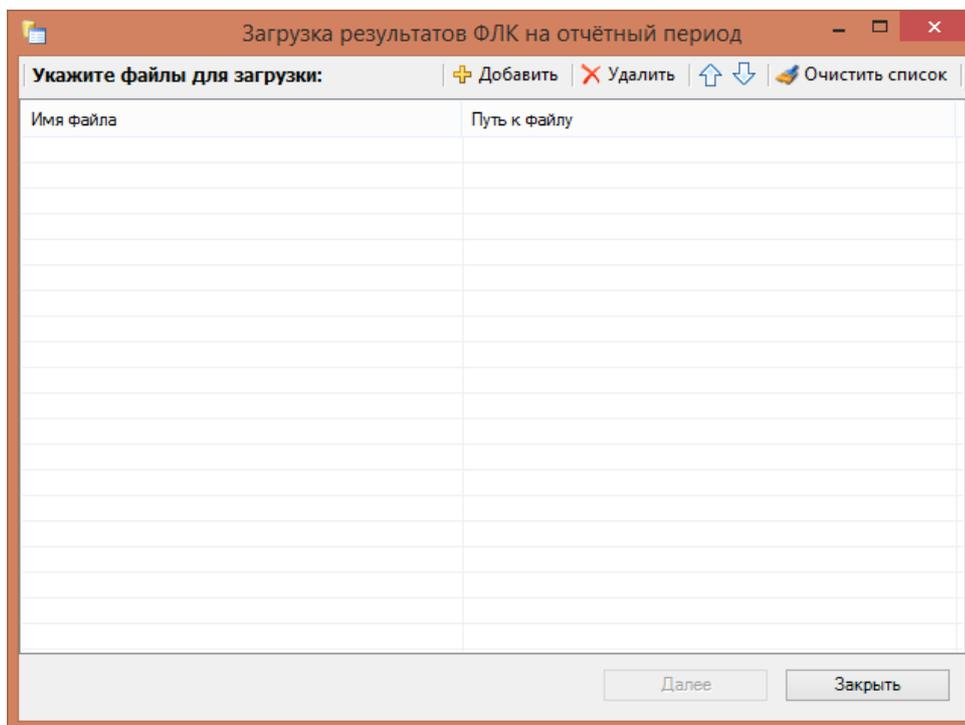 Загрузка результатов ФЛК на отчётный период
Укажите файлы для загрузки: Добавить Удалить Очистить список
Имя файла Путь к файлу
Далее Закрыть